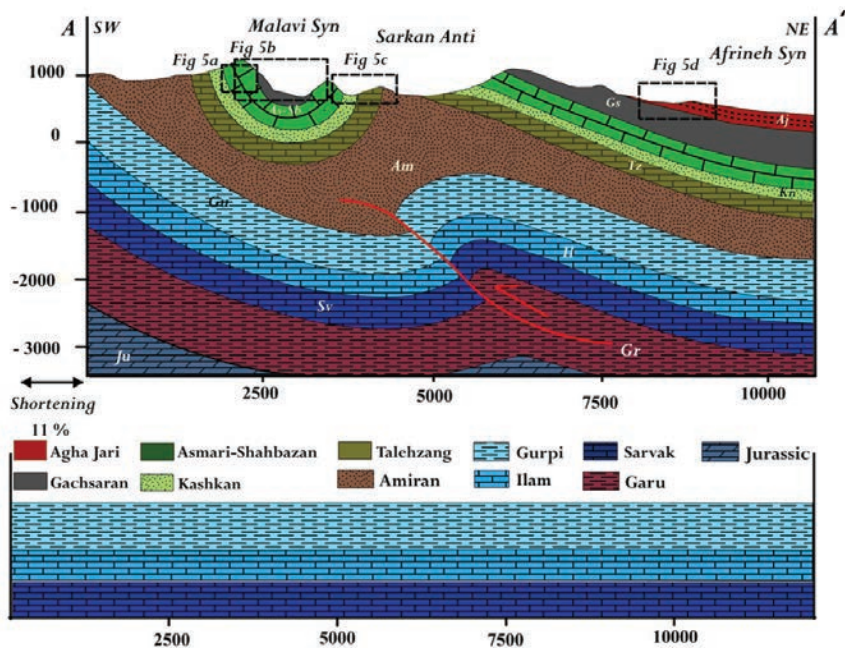 A SW Malavi Syn Sarkan Anti NE A´
Fig 5a Fig 5b Fig 5c Afrineh Syn
Fig 5d
1000
0
- 1000
-2000
- 3000
Gs
Aj
Am
Kn
Gu
Il
Sv
Gr
Ju
2500 5000 7500 10000
Shortening
11 %
Agha Jari Asmari-Shahbazan Talehzang Gurpi Sarvak Jurassic
Gachsaran Kashkan Amiran Ilam Garu
2500 5000 7500 10000